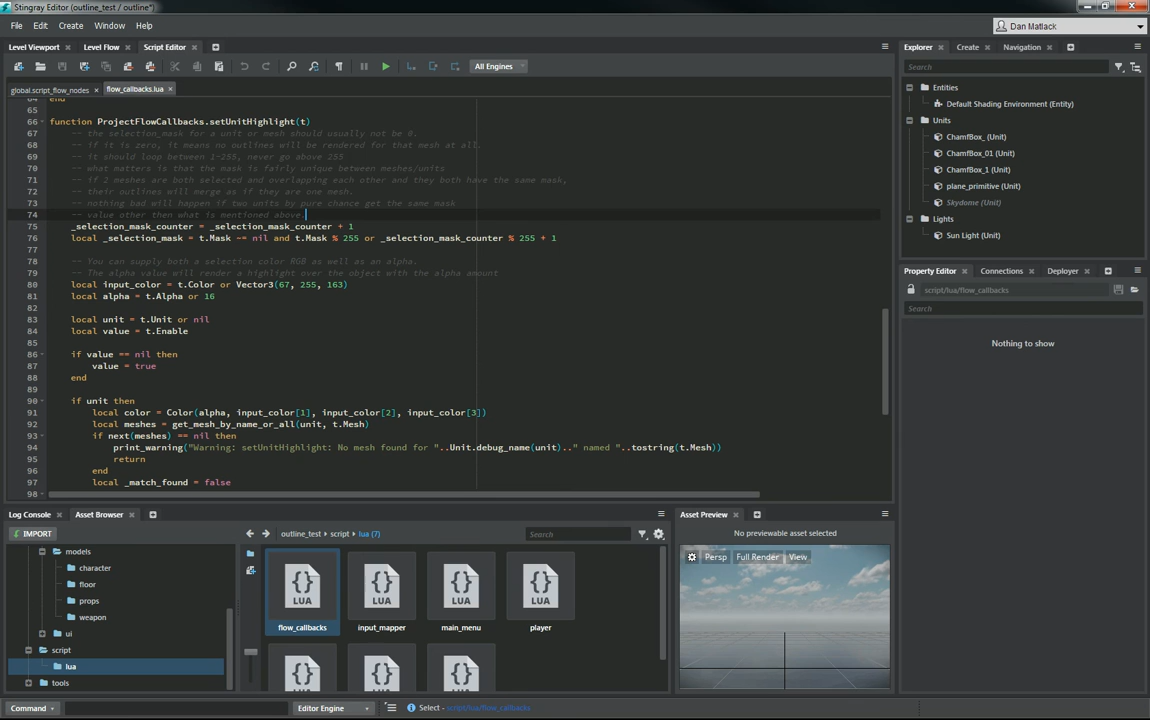 Stingray Editor (outline_test / outline*)
File Edit Create Window Help
Dan Matlack
Level Viewport Level Flow Script Editor
Explorer Create Navigation
All Engines
Search
global.script_flow_nodes flow_callbacks.lua
Entities
Default Shading Environment (Entity)
Units
ChamfBox_ (Unit)
ChamfBox_01 (Unit)
ChamfBox_1 (Unit)
plane_primitive (Unit)
Skydome (Unit)
Lights
Sun Light (Unit)
64 end
65
66 function ProjectFlowCallbacks.setUnitHighlight(t)
67 -- the selection_mask for a unit or mesh should usually not be 0.
68 -- if it is zero, it means no outlines will be rendered for that mesh at all.
69 -- it should loop between 1-255, never go above 255
70 -- what matters is that the mask is fairly unique between meshes/units
71 -- if 2 meshes are both selected and overlapping each other and they both have the same mask,
72 -- their outlines will merge as if they are one mesh.
73 -- nothing bad will happen if two units by pure chance get the same mask
74 -- value other then what is mentioned above.
75 _selection_mask_counter = _selection_mask_counter + 1
76 local _selection_mask = t.Mask ~= nil and t.Mask % 255 or _selection_mask_counter % 255 + 1
77
78 -- You can supply both a selection color RGB as well as an alpha.
79 -- The alpha value will render a highlight over the object with the alpha amount
80 local input_color = t.Color or Vector3(67, 255, 163)
81 local alpha = t.Alpha or 16
82
83 local unit = t.Unit or nil
84 local value = t.Enable
85
86 if value == nil then
87 value = true
88 end
89
90 if unit then
91 local color = Color(alpha, input_color[1], input_color[2], input_color[3])
92 local meshes = get_mesh_by_name_or_all(unit, t.Mesh)
93 if next(meshes) == nil then
94 print_warning("Warning: setUnitHighlight: No mesh found for "..Unit.debug_name(unit).." named "..tostring(t.Mesh))
95 return
96 end
97 local _match_found = false
98
Property Editor Connections Deployer
script/lua/flow_callbacks
Search
Nothing to show
Log Console Asset Browser
IMPORT
outline_test script lua (7)
Search
models
character
floor
props
weapon
ui
script
lua
tools
{} LUA {} LUA {} LUA {} LUA
flow_callbacks input_mapper main_menu player
{} LUA {} LUA {} LUA
Asset Preview
No previewable asset selected
Persp Full Render View
Command
Editor Engine
Select - script/lua/flow_callbacks